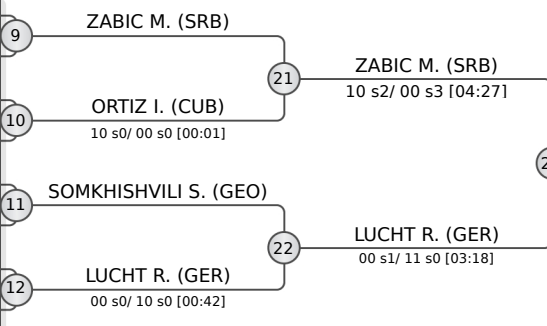 ZABIC M. (SRB)
9
ZABIC M. (SRB)
21
10 s2/ 00 s3 [04:27]
ORTIZ I. (CUB)
10
10 s0/ 00 s0 [00:01]
SOMKHISHVILI S. (GEO)
11
LUCHT R. (GER)
22
00 s1/ 11 s0 [03:18]
LUCHT R. (GER)
12
00 s0/ 10 s0 [00:42]